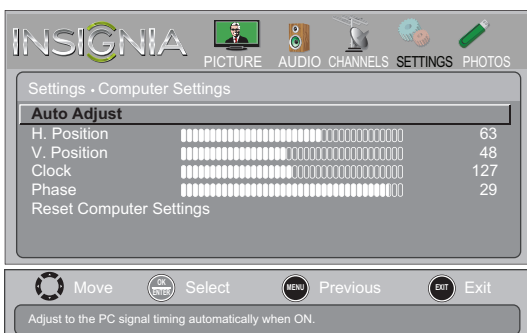 INSIGNIA
PICTURE AUDIO CHANNELS SETTINGS PHOTOS
Settings • Computer Settings
Auto Adjust
H. Position 63
V. Position 48
Clock 127
Phase 29
Reset Computer Settings
Move OK ENTER Select MENU Previous EXIT Exit
Adjust to the PC signal timing automatically when ON.